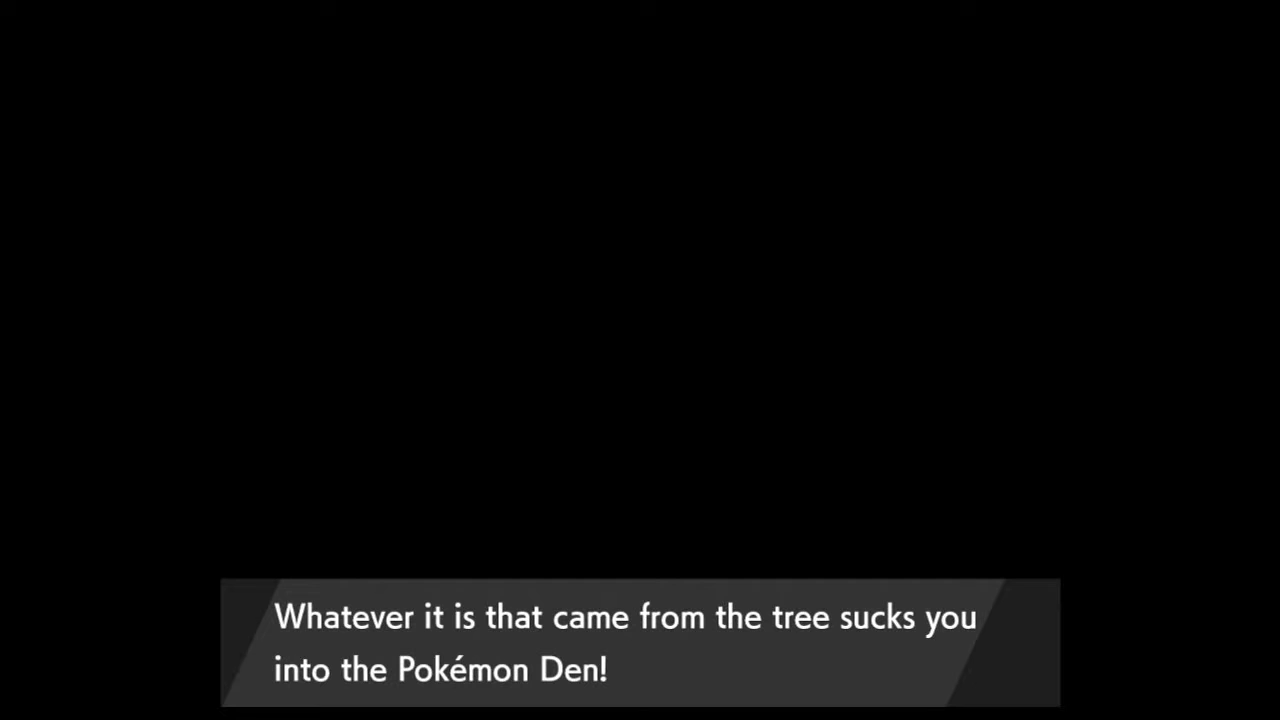 Whatever it is that came from the tree sucks you
into the Pokémon Den!